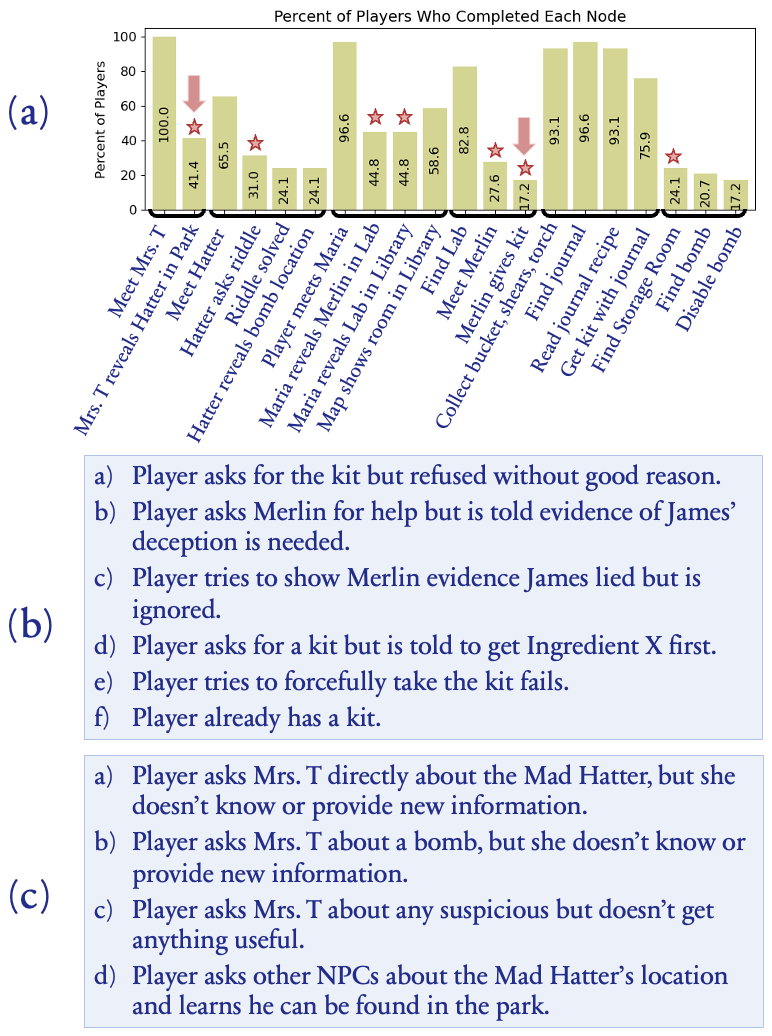 Percent of Players Who Completed Each Node
(a)
Percent of Players
100
80
60
40
20
0
100.0
41.4
65.5
31.0
24.1
24.1
96.6
44.8
44.8
58.6
82.8
27.6
17.2
93.1
96.6
93.1
75.9
24.1
20.7
17.2
Meet Mrs. T
Mrs. T reveals Hatter in Park
Meet Hatter
Hatter asks riddle
Riddle solved
Hatter reveals bomb location
Player meets Maria
Maria reveals Merlin in Lab
Maria reveals Lab in Library
Map shows room in Library
Find Lab
Meet Merlin
Merlin gives kit
Collect bucket, shears, torch
Find journal
Read journal recipe
Get kit with journal
Find Storage Room
Find bomb
Disable bomb
(b)
a) Player asks for the kit but refused without good reason.
b) Player asks Merlin for help but is told evidence of James’
deception is needed.
c) Player tries to show Merlin evidence James lied but is
ignored.
d) Player asks for a kit but is told to get Ingredient X first.
e) Player tries to forcefully take the kit fails.
f) Player already has a kit.
(c)
a) Player asks Mrs. T directly about the Mad Hatter, but she
doesn’t know or provide new information.
b) Player asks Mrs. T about a bomb, but she doesn’t know or
provide new information.
c) Player asks Mrs. T about any suspicious but doesn’t get
anything useful.
d) Player asks other NPCs about the Mad Hatter’s location
and learns he can be found in the park.